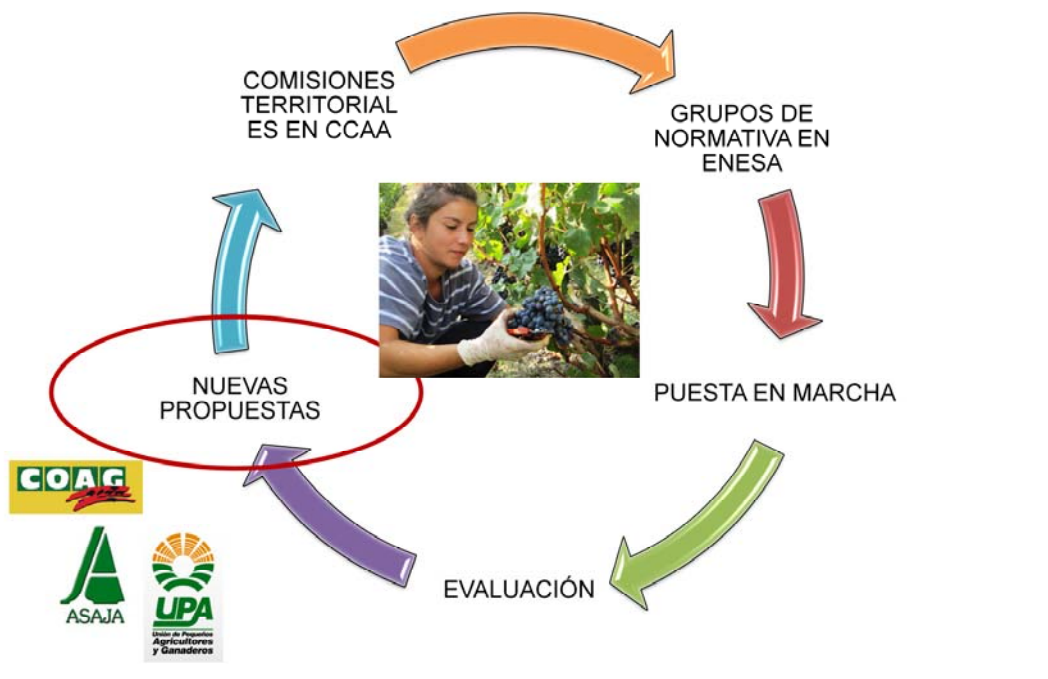 COMISIONES
TERRITORIAL
ES EN CCAA
GRUPOS DE
NORMATIVA EN
ENESA
PUESTA EN MARCHA
EVALUACIÓN
NUEVAS
PROPUESTAS
COAG
ASAJA
UPA
Unión de Pequeños
Agricultores
y Ganaderos